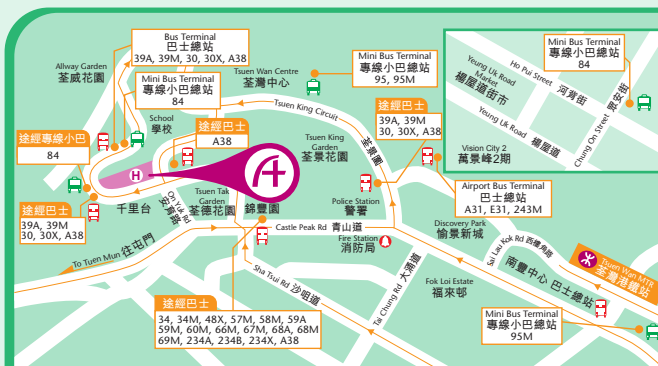 Bus Terminal
巴士總站
39A, 39M, 30, 30X, A38
Allway Garden
荃威花園
Mini Bus Terminal
專線小巴總站
84
Tsuen Wan Centre
荃灣中心
Mini Bus Terminal
專線小巴總站
95, 95M
Tsuen King Circuit
荃景圍
School
學校
途經專線小巴
84
途經巴士
A38
途經巴士
39A, 39M
30, 30X, A38
Tsuen King
Garden
荃景花園
H
途經巴士
39A, 39M
30, 30X, A38
千里台
On Yuk Rd
安育路
Tsuen Tak
Garden
荃德花園
錦豐園
Police Station
警署
Airport Bus Terminal
巴士總站
A31, E31, 243M
Castle Peak Rd 青山道
Fire Station
消防局
Discovery Park
愉景新城
To Tuen Mun 往屯門
Sha Tsui Rd 沙咀道
Tai Chung Rd 大涌道
Fok Loi Estate
福來邨
Sai Lau Kok Rd 西樓角路
南豐中心 巴士總站
Tsuen Wan MTR
荃灣港鐵站
途經巴士
34, 34M, 48X, 57M, 58M, 59A
59M, 60M, 66M, 67M, 68A, 68M
69M, 234A, 234B, 234X, A38
Mini Bus Terminal
專線小巴總站
95M
Mini Bus Terminal
專線小巴總站
84
Yeung Uk Road
Market
楊屋道街市
Ho Pui Street 河背街
Yeung Uk Road 楊屋道
Chung On Street 眾安街
Vision City 2
萬景峰2期